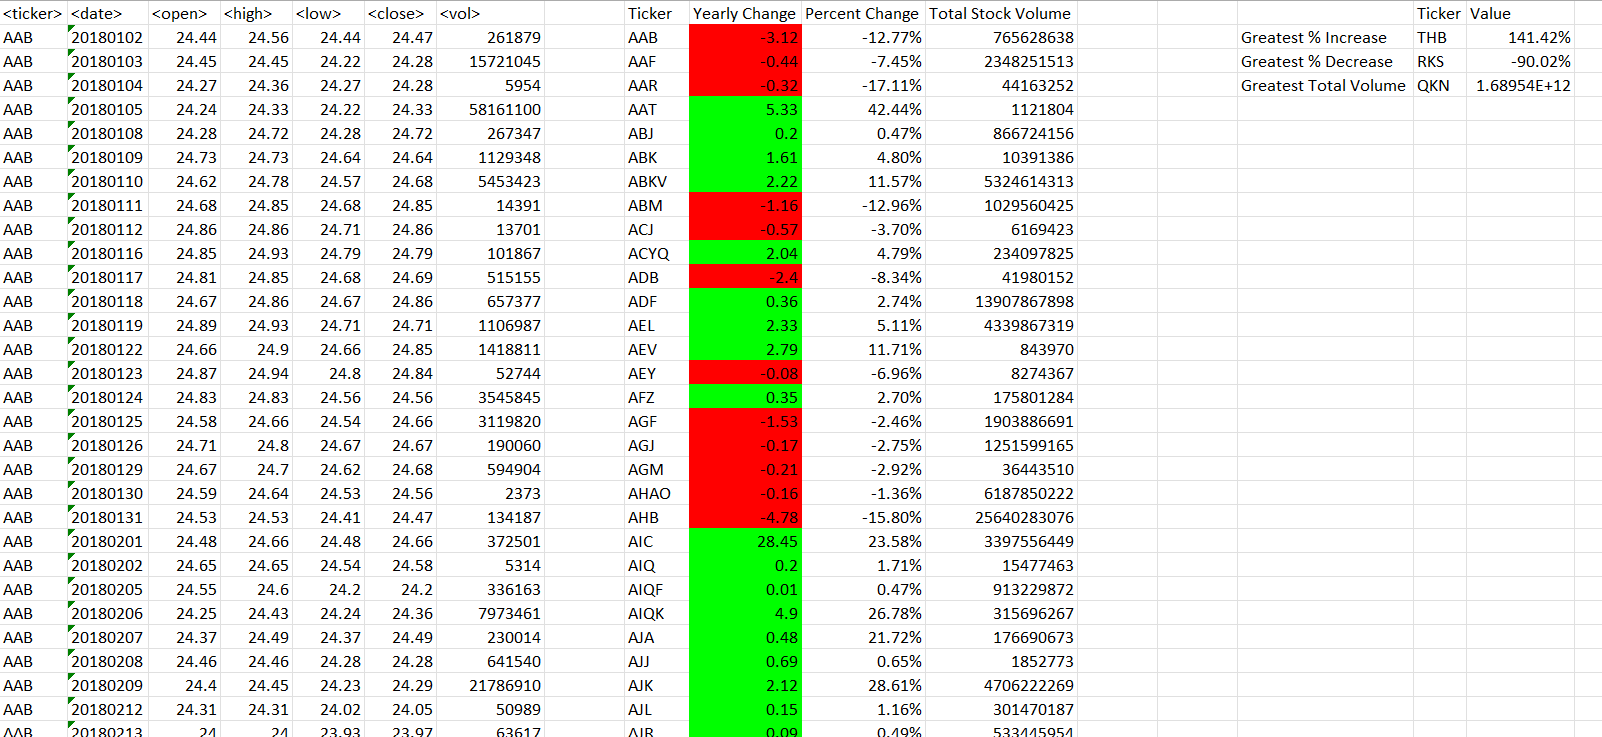 <ticker> <date> <open> <high> <low> <close> <vol> Ticker Yearly Change Percent Change Total Stock Volume Ticker Value
AAB 20180102 24.44 24.56 24.44 24.47 261879 AAB -3.12 -12.77% 765628638 Greatest % Increase THB 141.42%
AAB 20180103 24.45 24.45 24.22 24.28 15721045 AAF -0.44 -7.45% 2348251513 Greatest % Decrease RKS -90.02%
AAB 20180104 24.27 24.36 24.27 24.28 5954 AAR -0.32 -17.11% 44163252 Greatest Total Volume QKN 1.68954E+12
AAB 20180105 24.24 24.33 24.22 24.33 58161100 AAT 5.33 42.44% 1121804
AAB 20180108 24.28 24.72 24.28 24.72 267347 ABJ 0.2 0.47% 866724156
AAB 20180109 24.73 24.73 24.64 24.64 1129348 ABK 1.61 4.80% 10391386
AAB 20180110 24.62 24.78 24.57 24.68 5453423 ABKV 2.22 11.57% 5324614313
AAB 20180111 24.68 24.85 24.68 24.85 14391 ABM -1.16 -12.96% 1029560425
AAB 20180112 24.86 24.86 24.71 24.86 13701 ACJ -0.57 -3.70% 6169423
AAB 20180116 24.85 24.93 24.79 24.79 101867 ACYQ 2.04 4.79% 234097825
AAB 20180117 24.81 24.85 24.68 24.69 515155 ADB -2.4 -8.34% 41980152
AAB 20180118 24.67 24.86 24.67 24.86 657377 ADF 0.36 2.74% 13907867898
AAB 20180119 24.89 24.93 24.71 24.71 1106987 AEL 2.33 5.11% 4339867319
AAB 20180122 24.66 24.9 24.66 24.85 1418811 AEV 2.79 11.71% 843970
AAB 20180123 24.87 24.94 24.8 24.84 52744 AEY -0.08 -6.96% 8274367
AAB 20180124 24.83 24.83 24.56 24.56 3545845 AFZ 0.35 2.70% 175801284
AAB 20180125 24.58 24.66 24.54 24.66 3119820 AGF -1.53 -2.46% 1903886691
AAB 20180126 24.71 24.8 24.67 24.67 190060 AGJ -0.17 -2.75% 1251599165
AAB 20180129 24.67 24.7 24.62 24.68 594904 AGM -0.21 -2.92% 36443510
AAB 20180130 24.59 24.64 24.53 24.56 2373 AHAO -0.16 -1.36% 6187850222
AAB 20180131 24.53 24.53 24.41 24.47 134187 AHB -4.78 -15.80% 25640283076
AAB 20180201 24.48 24.66 24.48 24.66 372501 AIC 28.45 23.58% 3397556449
AAB 20180202 24.65 24.65 24.54 24.58 5314 AIQ 0.2 1.71% 15477463
AAB 20180205 24.55 24.6 24.2 24.2 336163 AIQF 0.01 0.47% 913229872
AAB 20180206 24.25 24.43 24.24 24.36 7973461 AIQK 4.9 26.78% 315696267
AAB 20180207 24.37 24.49 24.37 24.49 230014 AJA 0.48 21.72% 176690673
AAB 20180208 24.46 24.46 24.28 24.28 641540 AJJ 0.69 0.65% 1852773
AAB 20180209 24.4 24.45 24.23 24.29 21786910 AJK 2.12 28.61% 4706222269
AAB 20180212 24.31 24.31 24.02 24.05 50989 AJL 0.15 1.16% 301470187
AAB 20180213 24 24 23.93 23.97 63617 AJR 0.09 0.49% 533445954